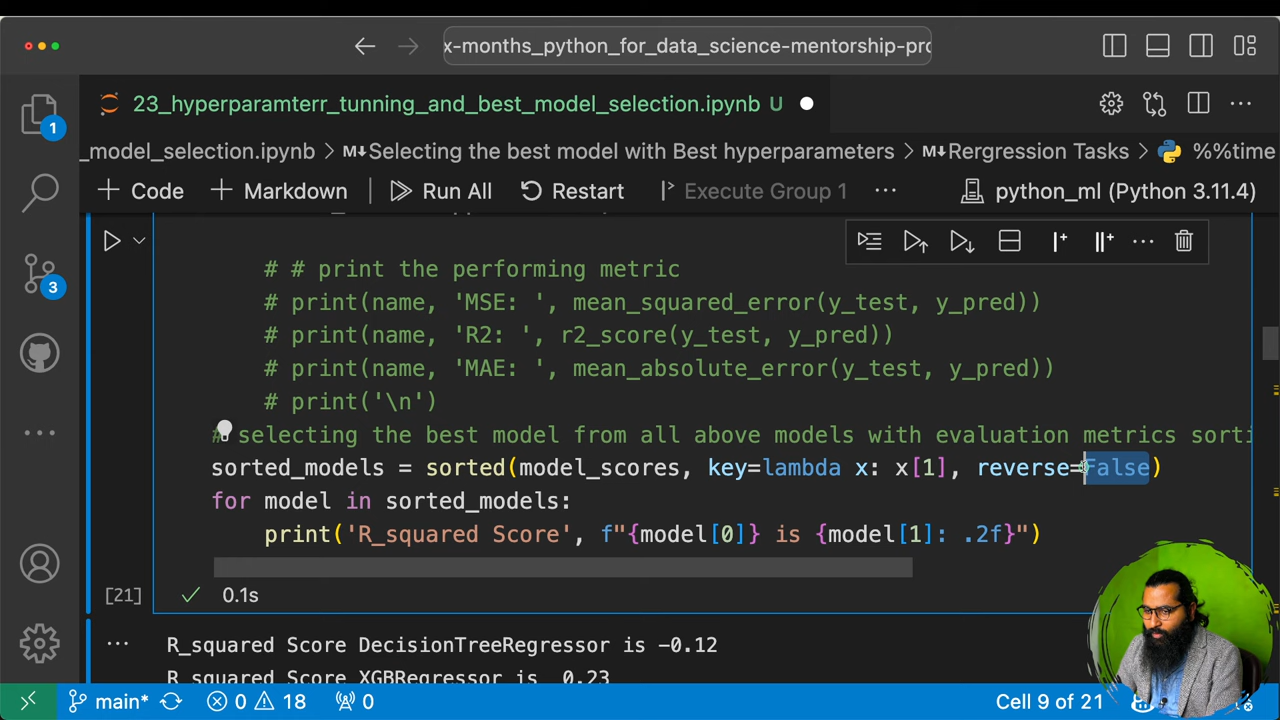 x-months_python_for_data_science-mentorship-prc
23_hyperparamterr_tunning_and_best_model_selection.ipynb U
_model_selection.ipynb > M↓Selecting the best model with Best hyperparameters > M↓Rergression Tasks > %%time
+ Code + Markdown Run All Restart Execute Group 1 ... python_ml (Python 3.11.4)
# # print the performing metric
# print(name, 'MSE: ', mean_squared_error(y_test, y_pred))
# print(name, 'R2: ', r2_score(y_test, y_pred))
# print(name, 'MAE: ', mean_absolute_error(y_test, y_pred))
# print('\n')
# selecting the best model from all above models with evaluation metrics sorti
sorted_models = sorted(model_scores, key=lambda x: x[1], reverse=False)
for model in sorted_models:
print('R_squared Score', f"{model[0]} is {model[1]: .2f}")
[21] 0.1s
R_squared Score DecisionTreeRegressor is -0.12
R_squared Score XGBRegressor is 0.23
1
3
main* 0 18 0 Cell 9 of 21